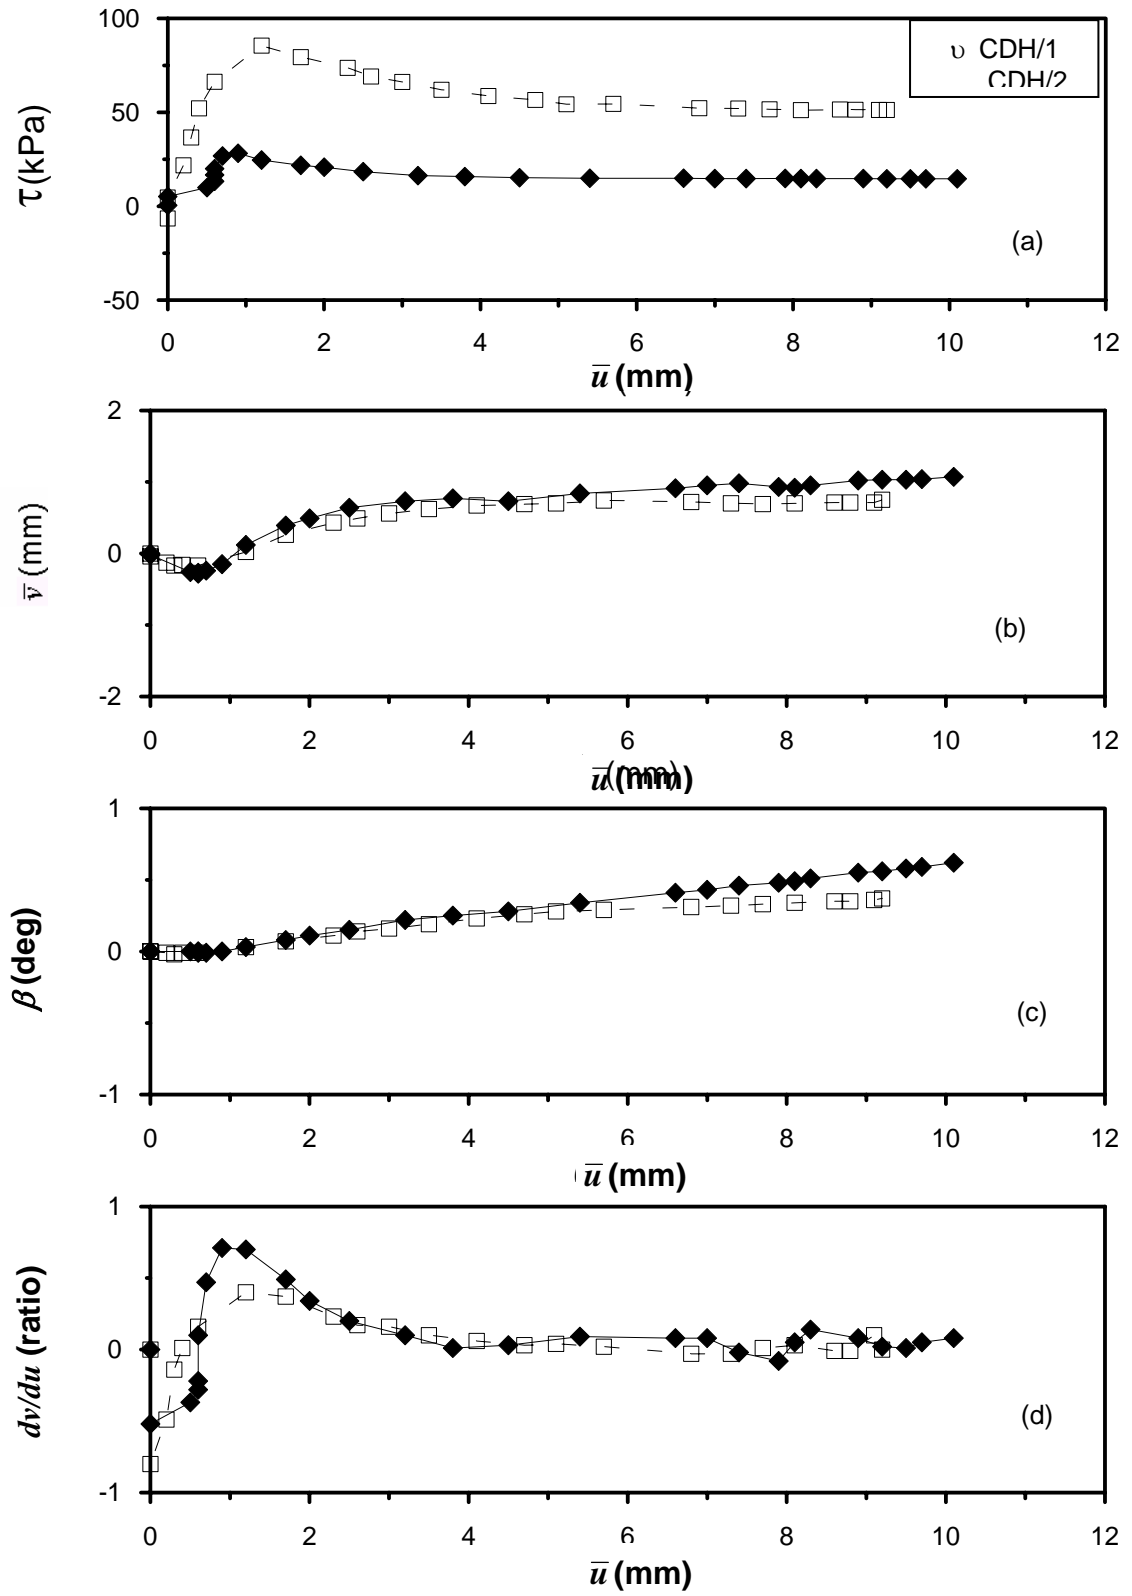 100
υ CDH/1
CDH/2
50
τ (kPa)
0
(a)
-50
0 2 4 6 8 10 12
u̅ (mm)
2
v̅ (mm)
0
(b)
-2
0 2 4 6 8 10 12
u̅ (mm)
1
β (deg)
0
(c)
-1
0 2 4 6 8 10 12
u̅ (mm)
1
dv/du (ratio)
0
(d)
-1
0 2 4 6 8 10 12
u̅ (mm)